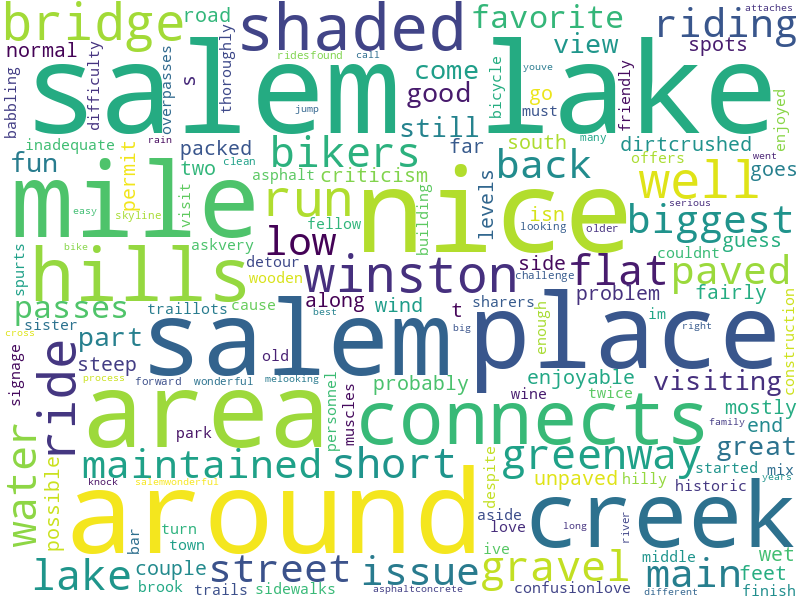 bridge road shaded favorite riding attaches
normal salem lake view spots
babbling difficulty s overpasses thoroughly ridesfound call youve come good bicycle go friendly
jump must
inadequate rain clean still south many dirtcrushed enjoyed
fun packed bikers far back offers well goes
permit two asphalt criticism isn went
mile visit run nice levels serious biggest
easy skyline fellow building looking older guess
askvery low couldnt
hills bike detour winston side flat paved
spurts wooden challenge
passes traillots cause along wind t sharers problem fairly
sister salem best big enough im right construction
cross part place
signage ride steep old
process forward wonderful melooking probably enjoyable twice visiting
area personnel muscles wine connects mostly
park family end
water maintained short greenway great
possible knock salemwonderful despite unpaved hilly started mix years
around historic
aside creek
turn bar love long river
town ive middle wet
lake couple street issue gravel main feet
brook trails sidewalks asphaltconcrete confusionlove different finish